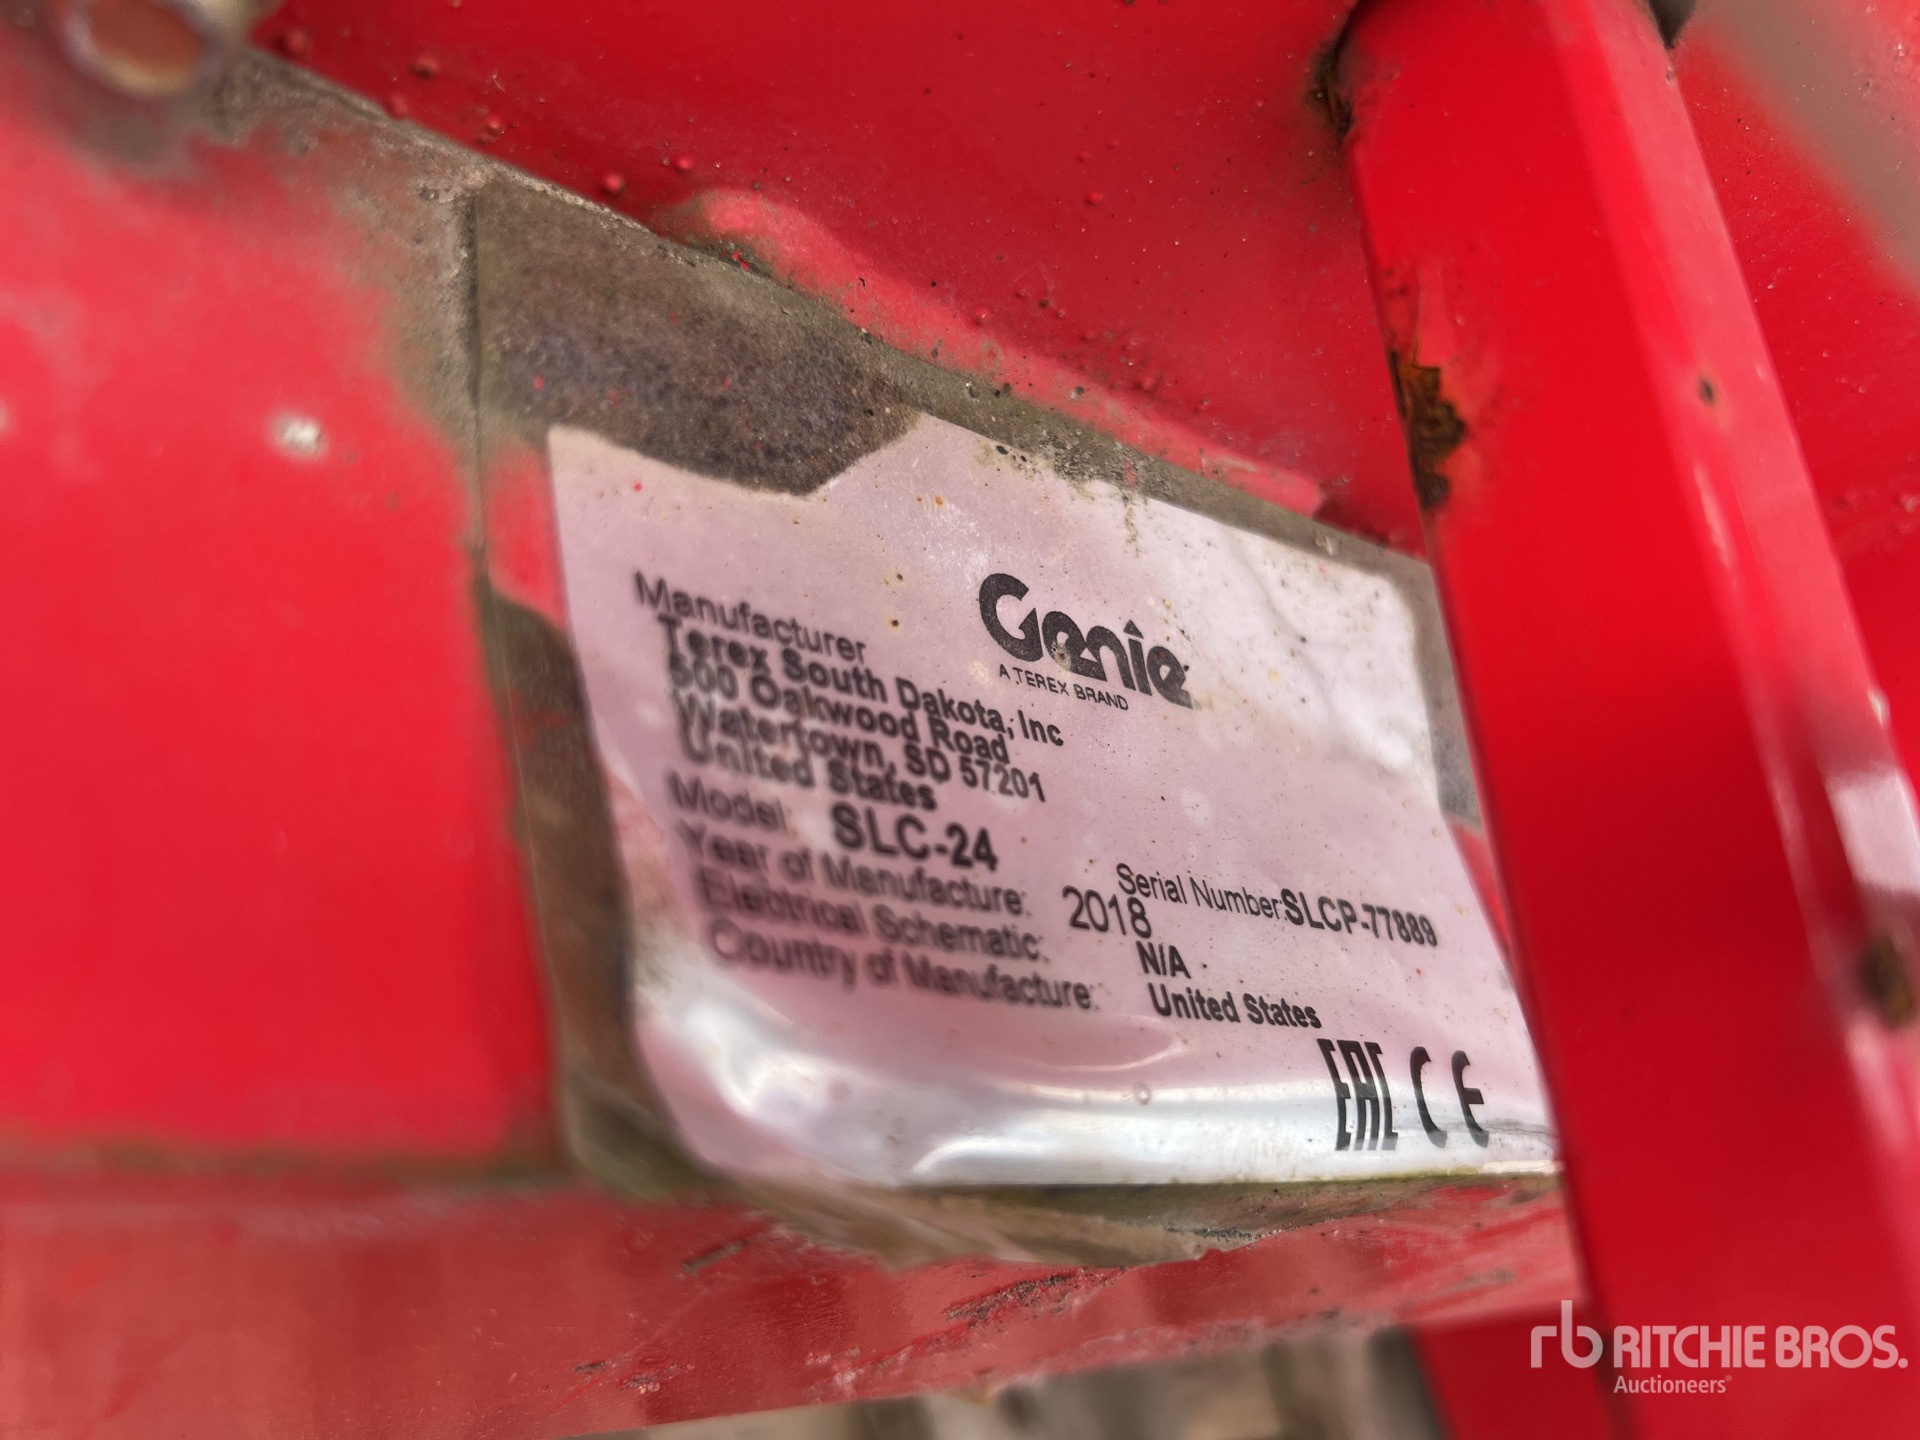 Genie
A TEREX BRAND
Manufacturer
Terex South Dakota, Inc
500 Oakwood Road
Watertown, SD 57201
United States
Model: SLC-24
Serial Number:SLCP-77889
Year of Manufacture: 2018
Electrical Schematic: N/A
Country of Manufacture: United States
EAC CE
rb RITCHIE BROS.
Auctioneers